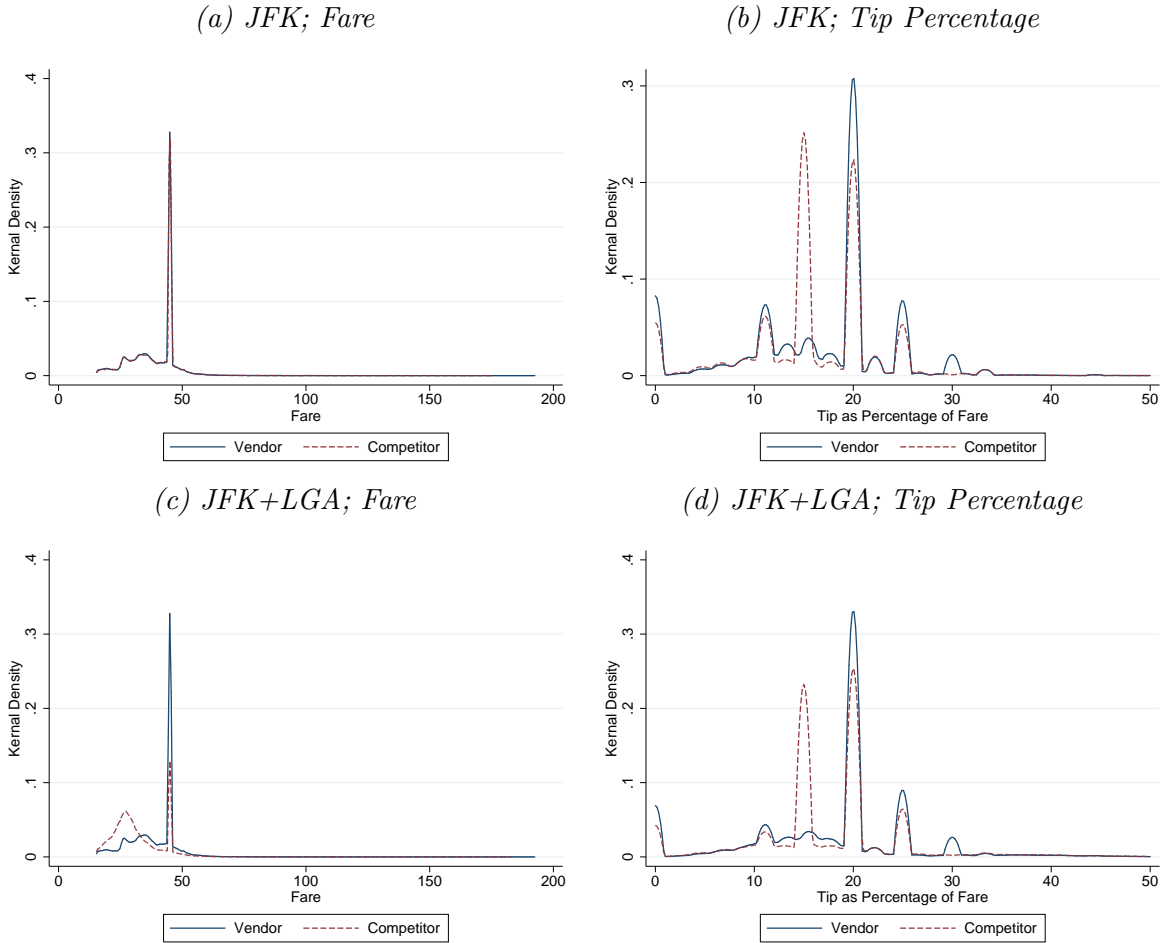 (a) JFK; Fare
(b) JFK; Tip Percentage
Kernal Density
0 .1 .2 .3 .4
0 50 100 150 200
Fare
Vendor Competitor
Kernal Density
0 .1 .2 .3
0 10 20 30 40 50
Tip as Percentage of Fare
Vendor Competitor
(c) JFK+LGA; Fare
(d) JFK+LGA; Tip Percentage
Kernal Density
0 .1 .2 .3 .4
0 50 100 150 200
Fare
Vendor Competitor
Kernal Density
0 .1 .2 .3 .4
0 10 20 30 40 50
Tip as Percentage of Fare
Vendor Competitor